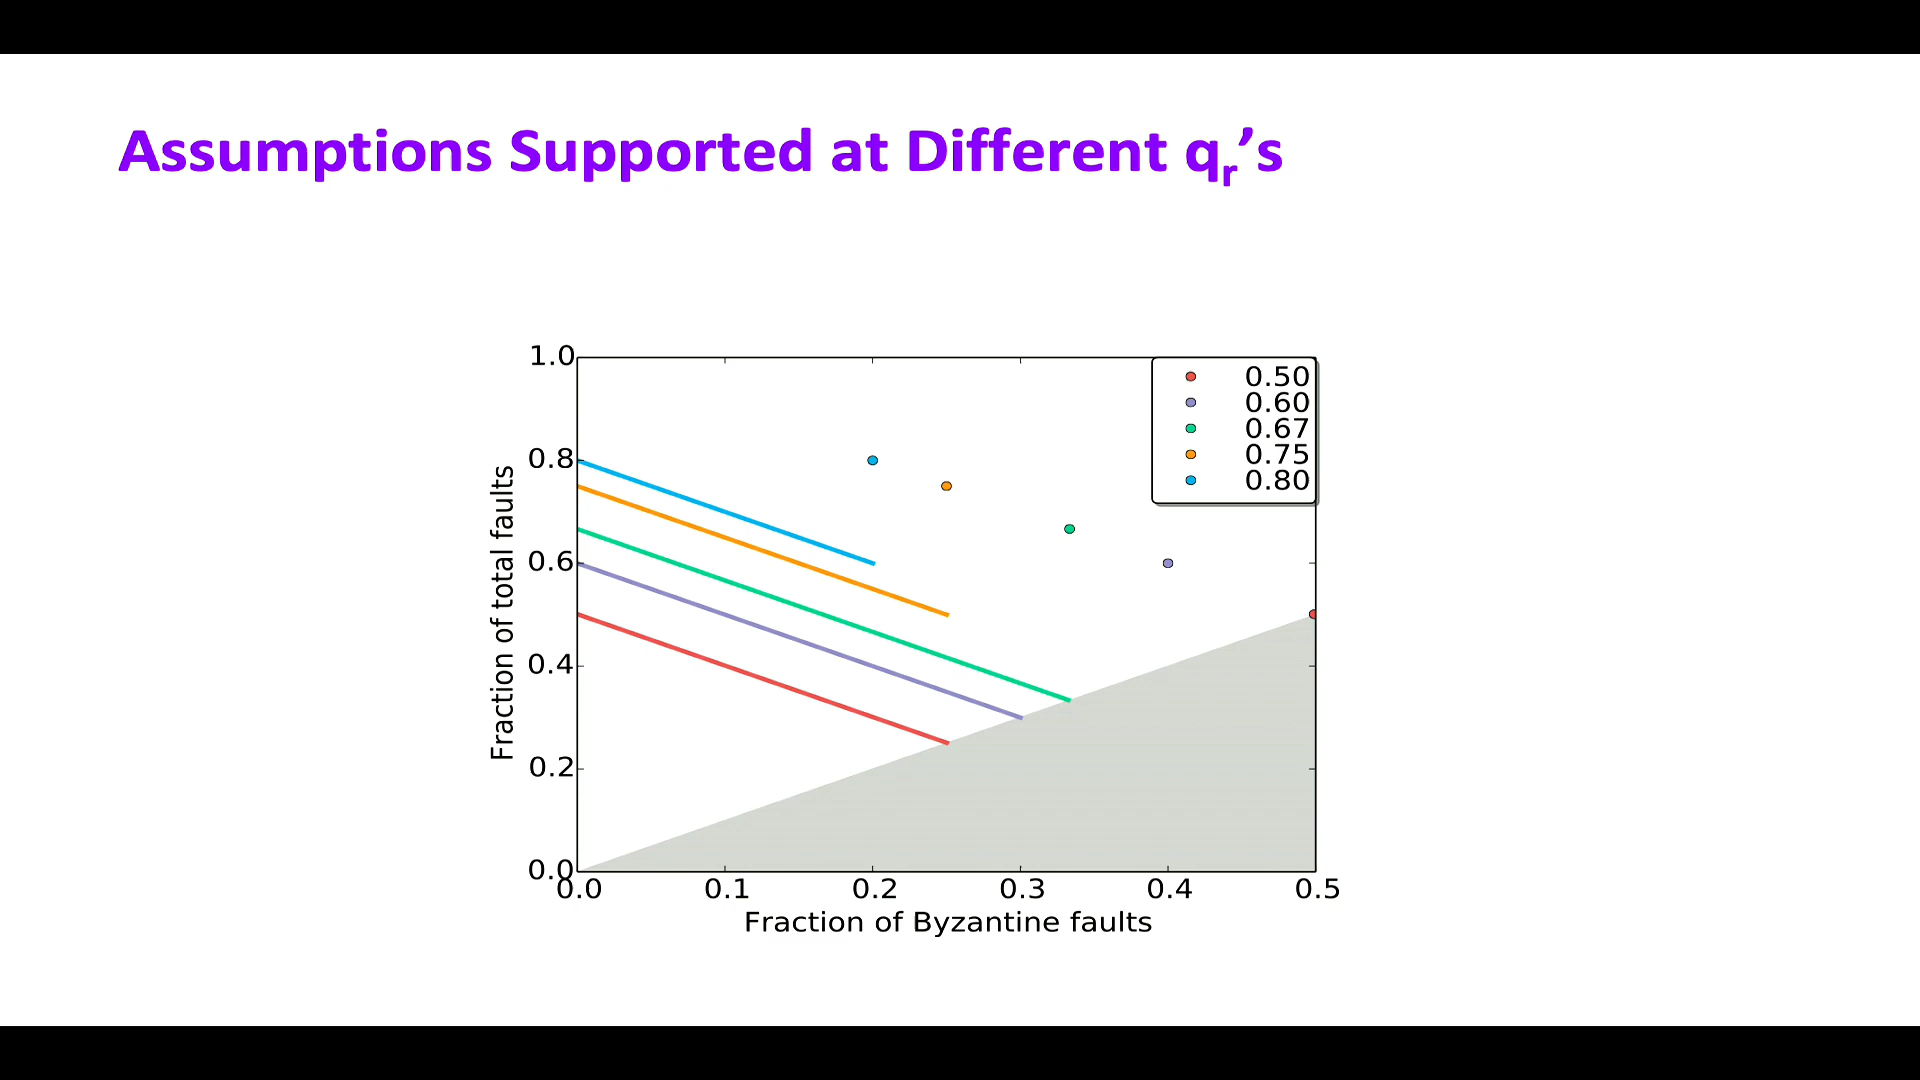 Assumptions Supported at Different qr’s
1.0
0.8
0.6
0.4
0.2
0.0
Fraction of total faults
0.50
0.60
0.67
0.75
0.80
0.0 0.1 0.2 0.3 0.4 0.5
Fraction of Byzantine faults